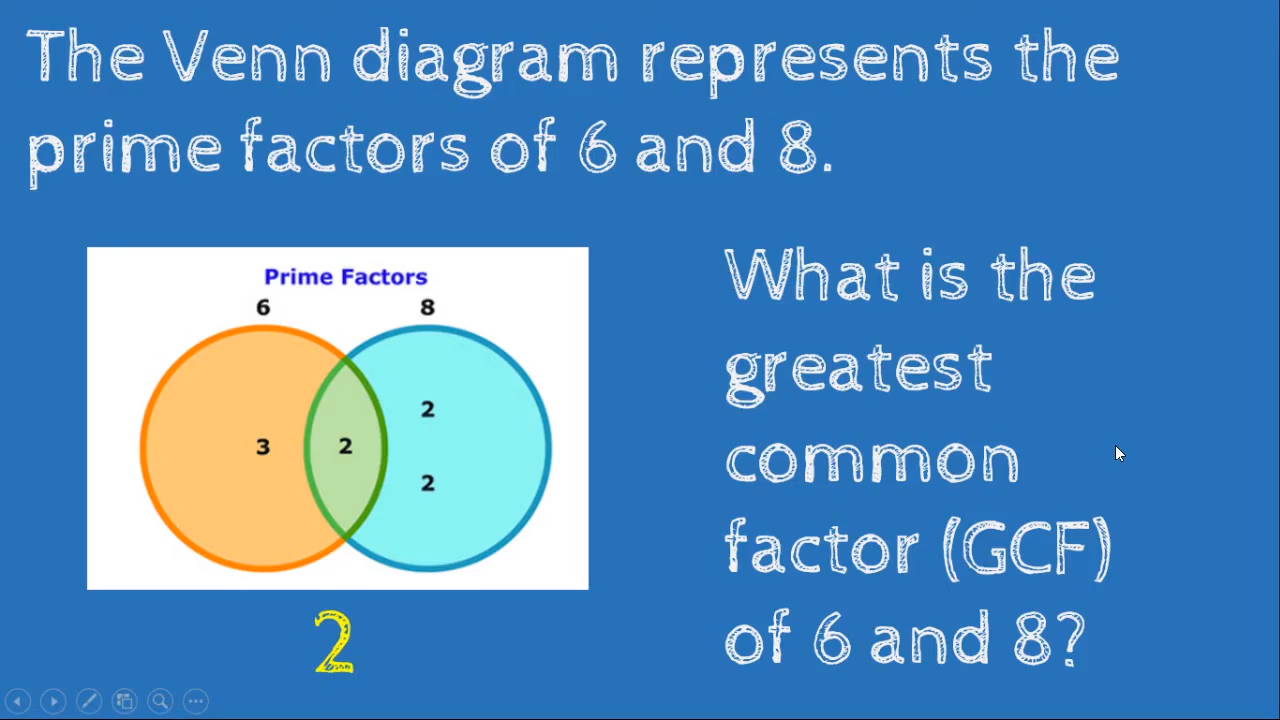 The Venn diagram represents the
prime factors of 6 and 8.
Prime Factors
6 8
2
3 2
2
2
What is the
greatest
common
factor (GCF)
of 6 and 8?